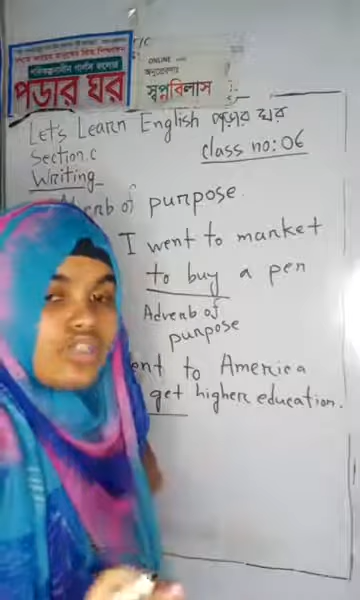 পড়ার ঘর
ONLINE
স্বপ্নবিলাস
Let's Learn English পড়ার ঘর
Section.c
class no: 06
Writing
Adverb of purpose.
I went to market
to buy a pen
Adverb of
purpose
ent to America
get higher education.